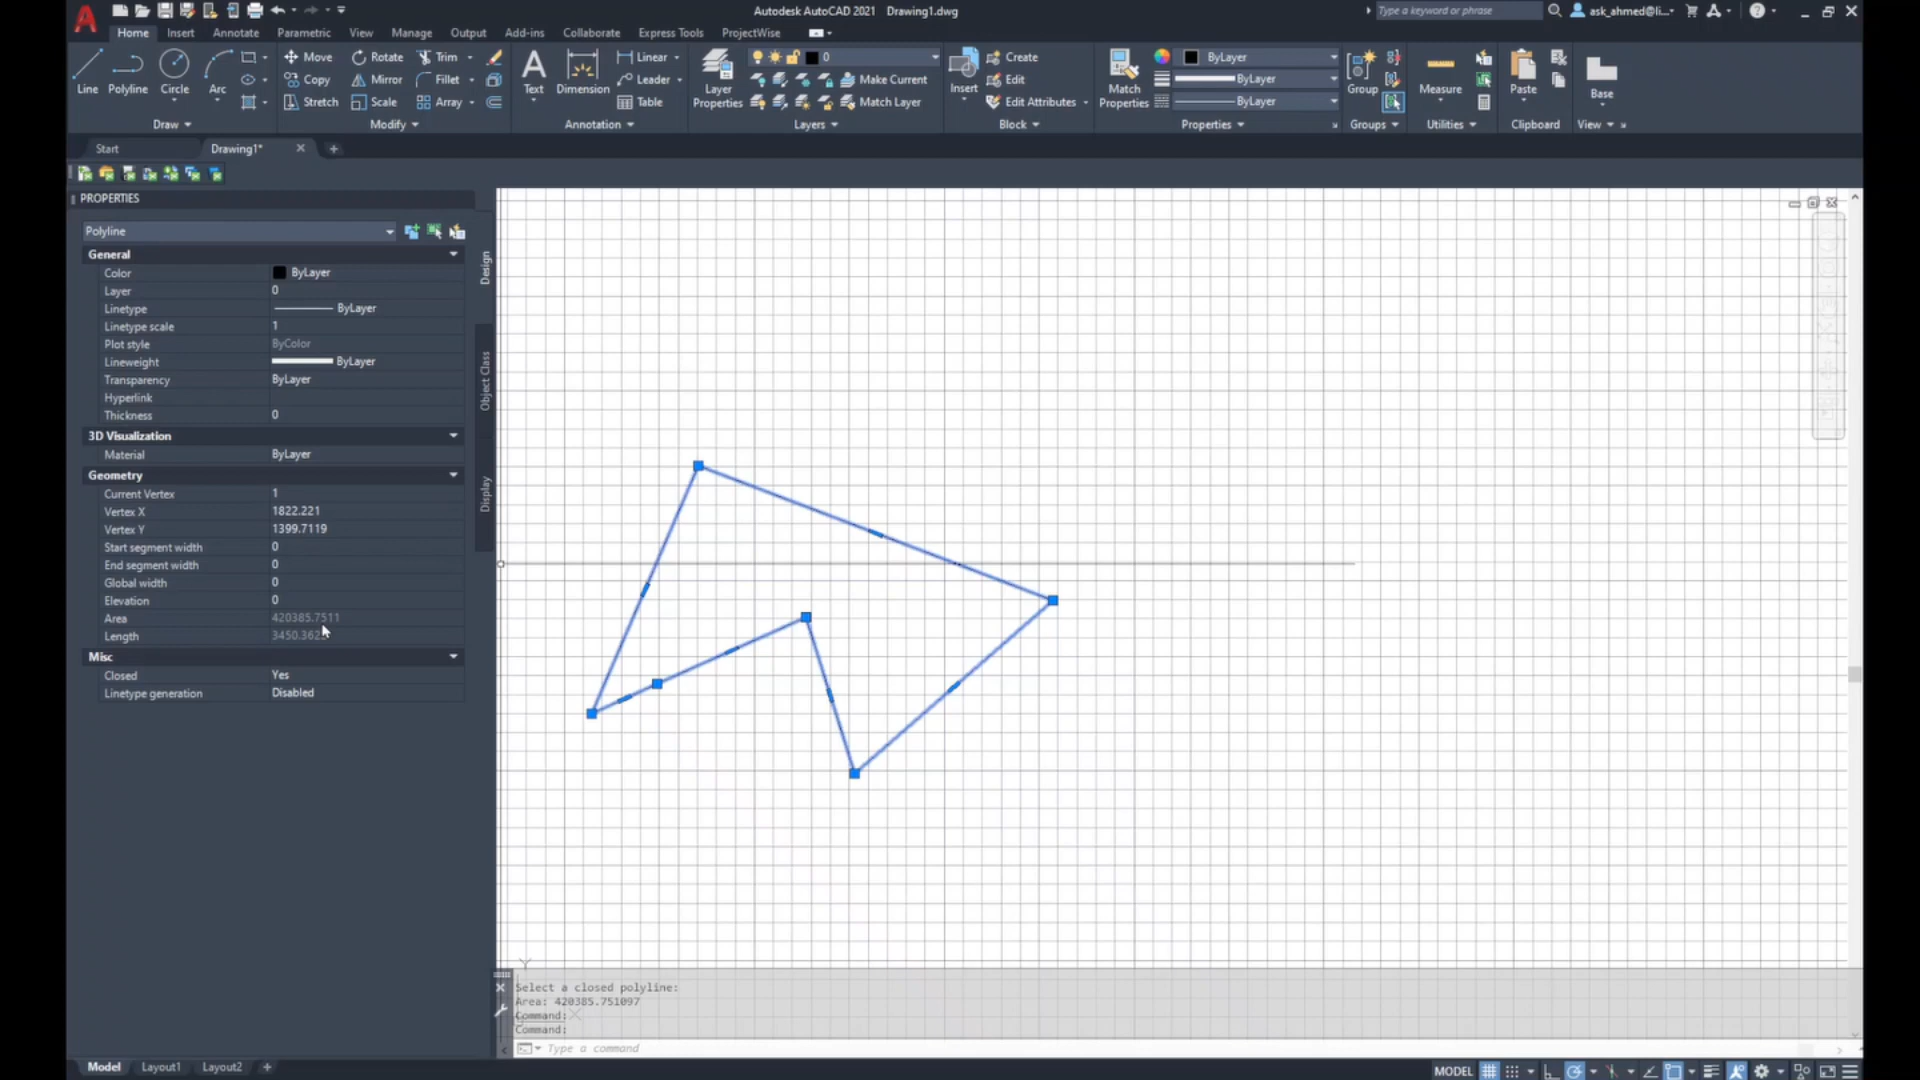 Autodesk AutoCAD 2021 Drawing1.dwg
Type a keyword or phrase
ask_ahmed@li...
Home Insert Annotate Parametric View Manage Output Add-ins Collaborate Express Tools ProjectWise
Line Polyline Circle Arc
Draw
Move Rotate Trim
Copy Mirror Fillet
Stretch Scale Array
Modify
Text Dimension
Linear
Leader
Table
Annotation
Layer Properties
0
Make Current
Match Layer
Layers
Insert
Create
Edit
Edit Attributes
Block
Match Properties
ByLayer
ByLayer
ByLayer
Properties
Group
Groups
Measure
Utilities
Paste
Clipboard
Base
View
Start Drawing1*
PROPERTIES
Polyline
General
Color ByLayer
Layer 0
Linetype ByLayer
Linetype scale 1
Plot style ByColor
Lineweight ByLayer
Transparency ByLayer
Hyperlink
Thickness 0
3D Visualization
Material ByLayer
Geometry
Current Vertex 1
Vertex X 1822.221
Vertex Y 1399.7119
Start segment width 0
End segment width 0
Global width 0
Elevation 0
Area 420385.7511
Length
Misc
Closed Yes
Linetype generation Disabled
Design
Object Class
Display
Y
X
Select a closed polyline:
Area: 420385.751097
Command:
Command:
Type a command
Model Layout1 Layout2 +
MODEL